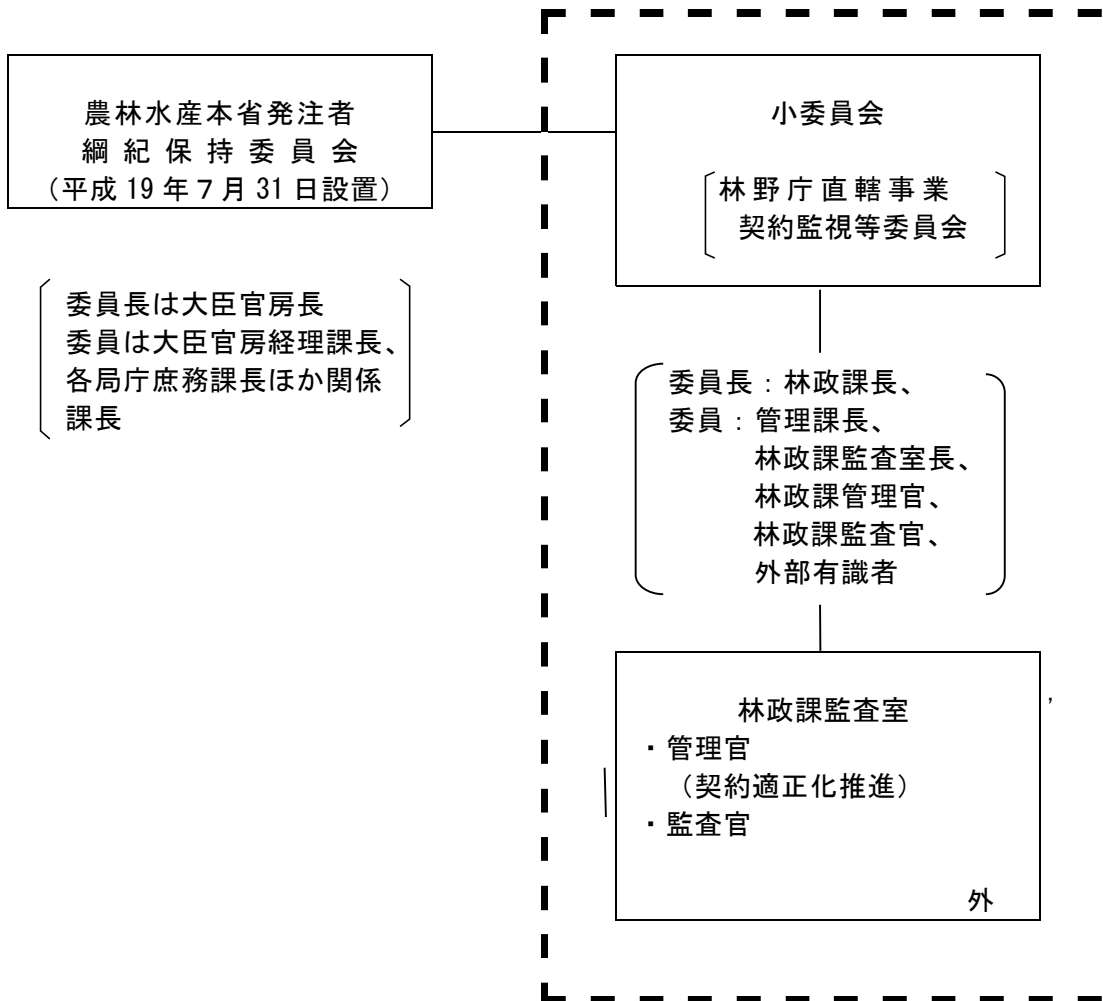 農林水産本省発注者
綱紀保持委員会
（平成19年７月31日設置）
委員長は大臣官房長
委員は大臣官房経理課長、
各局庁庶務課長ほか関係
課長
小委員会
林野庁直轄事業
契約監視等委員会
委員長：林政課長、
委員：管理課長、
林政課監査室長、
林政課管理官、
林政課監査官、
外部有識者
林政課監査室
・管理官
（契約適正化推進）
・監査官
外
,